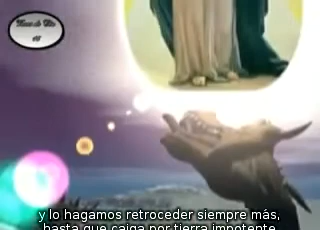 y lo hagamos retroceder siempre más,
hasta que caiga por tierra impotente